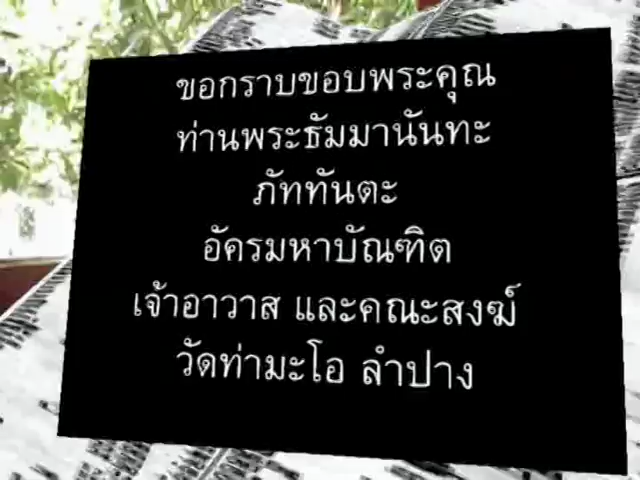 ขอกราบขอบพระคุณ
ท่านพระธัมมานันทะ
ภัททันตะ
อัครมหาบัณฑิต
เจ้าอาวาส และคณะสงฆ์
วัดท่ามะโอ ลำปาง